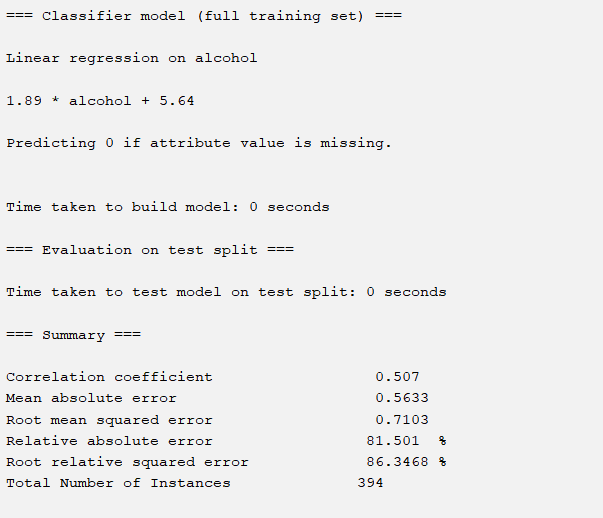 === Classifier model (full training set) ===
Linear regression on alcohol
1.89 * alcohol + 5.64
Predicting 0 if attribute value is missing.
Time taken to build model: 0 seconds
=== Evaluation on test split ===
Time taken to test model on test split: 0 seconds
=== Summary ===
Correlation coefficient                  0.507
Mean absolute error                      0.5633
Root mean squared error                  0.7103
Relative absolute error                 81.501  %
Root relative squared error             86.3468 %
Total Number of Instances              394